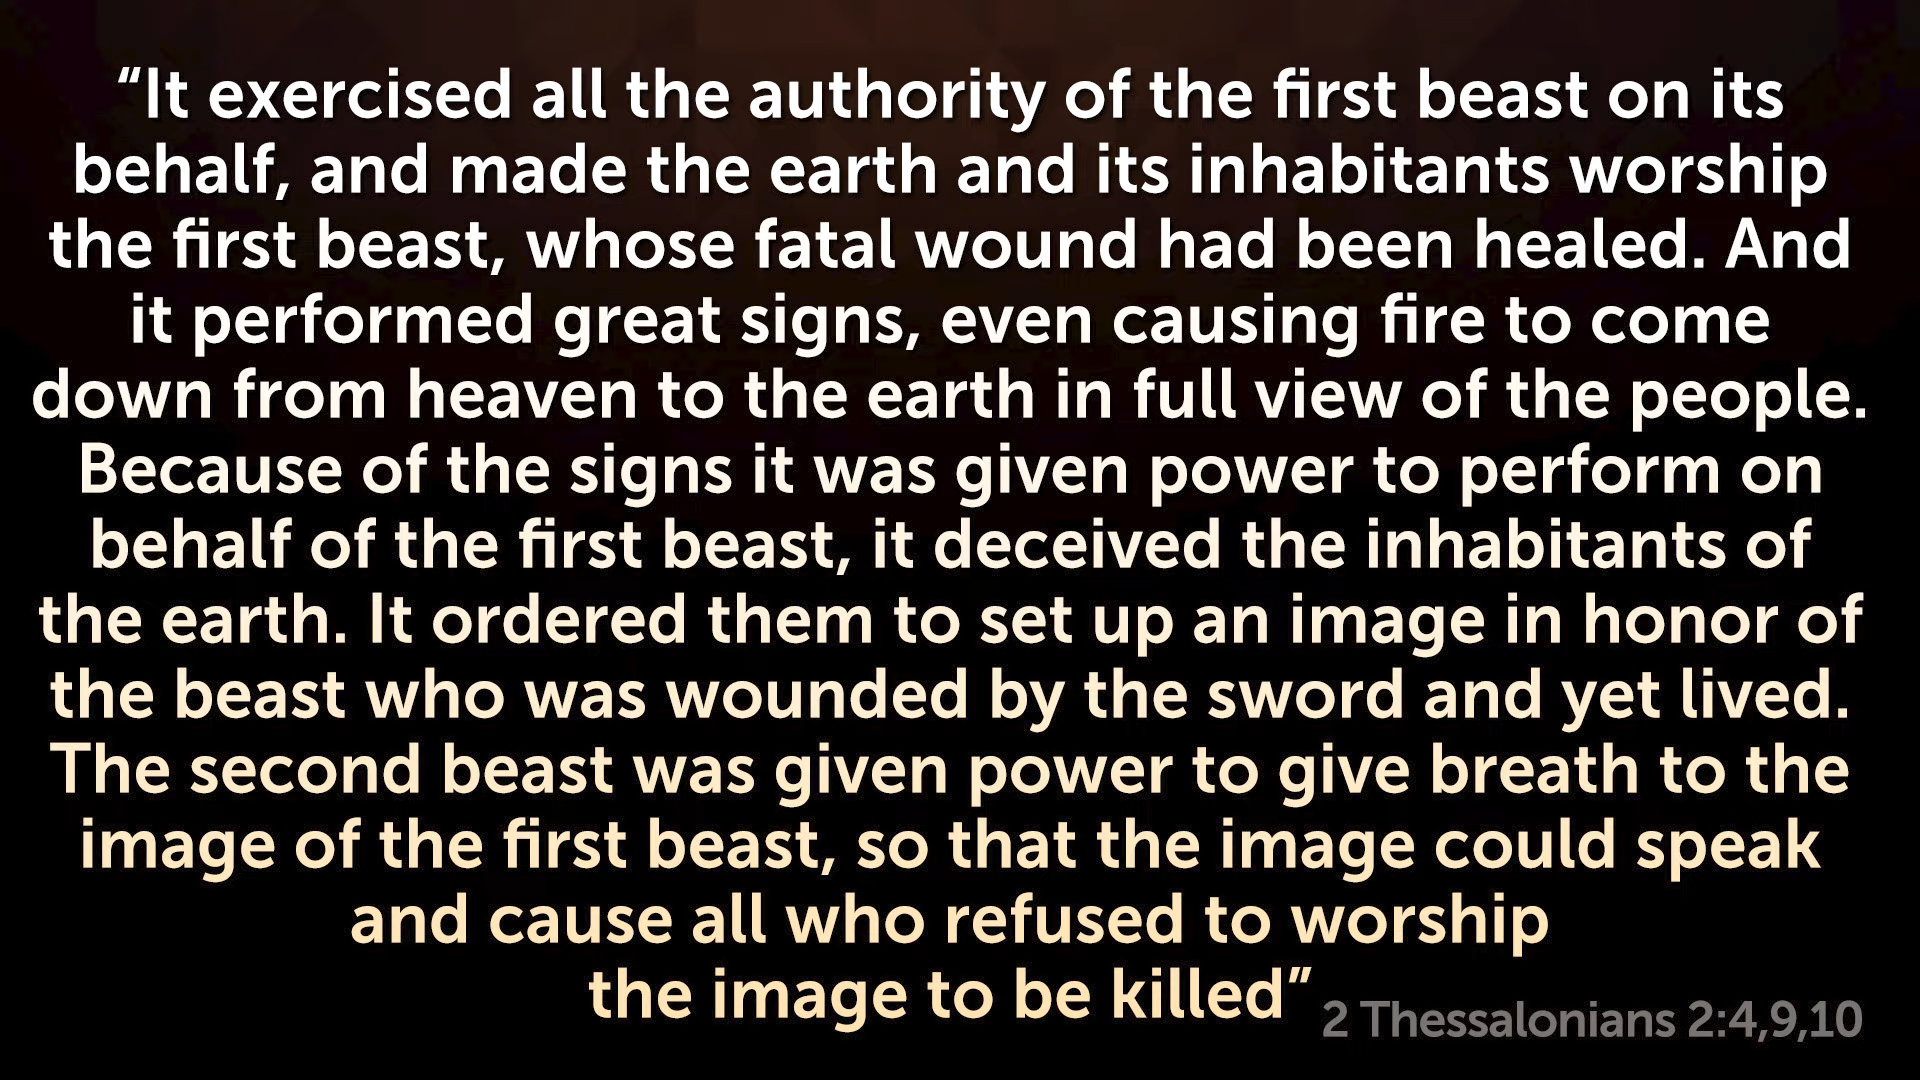 “It exercised all the authority of the first beast on its
behalf, and made the earth and its inhabitants worship
the first beast, whose fatal wound had been healed. And
it performed great signs, even causing fire to come
down from heaven to the earth in full view of the people.
Because of the signs it was given power to perform on
behalf of the first beast, it deceived the inhabitants of
the earth. It ordered them to set up an image in honor of
the beast who was wounded by the sword and yet lived.
The second beast was given power to give breath to the
image of the first beast, so that the image could speak
and cause all who refused to worship
the image to be killed”
2 Thessalonians 2:4,9,10